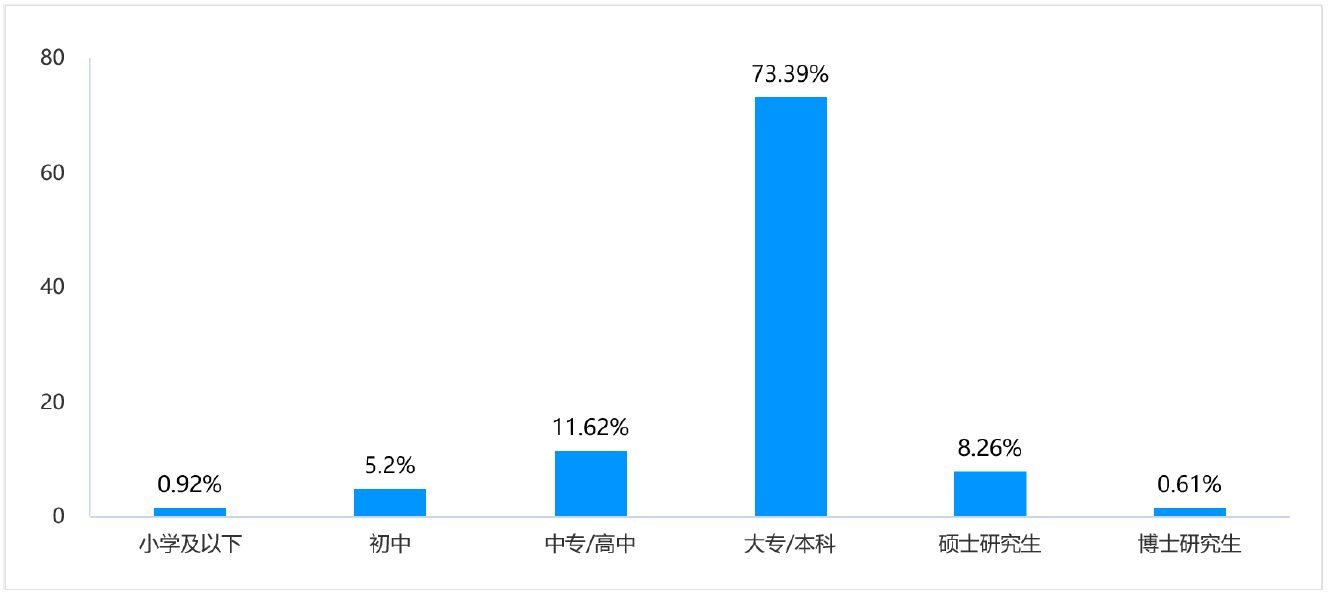 80
73.39%
60
40
20
11.62%
8.26%
5.2%
0.92%
0.61%
0
小学及以下
初中
中专/高中
大专/本科
硕士研究生
博士研究生